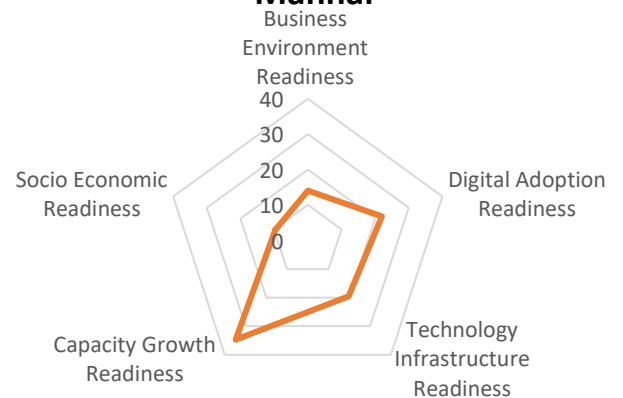 Business
Environment
Readiness
40
30
20
10
0
Digital Adoption
Readiness
Technology
Infrastructure
Readiness
Capacity Growth
Readiness
Socio Economic
Readiness